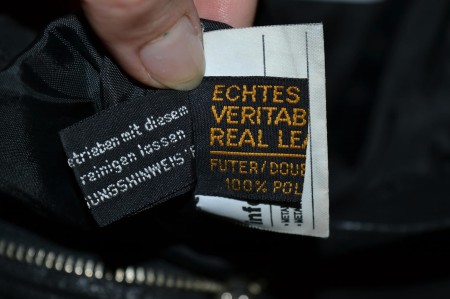 etrieben mit diesem
reinigen lassen
UNGSHINWEIS
ECHTES
VERITAB
REAL LEA
FUTER/DOUB
100% POL